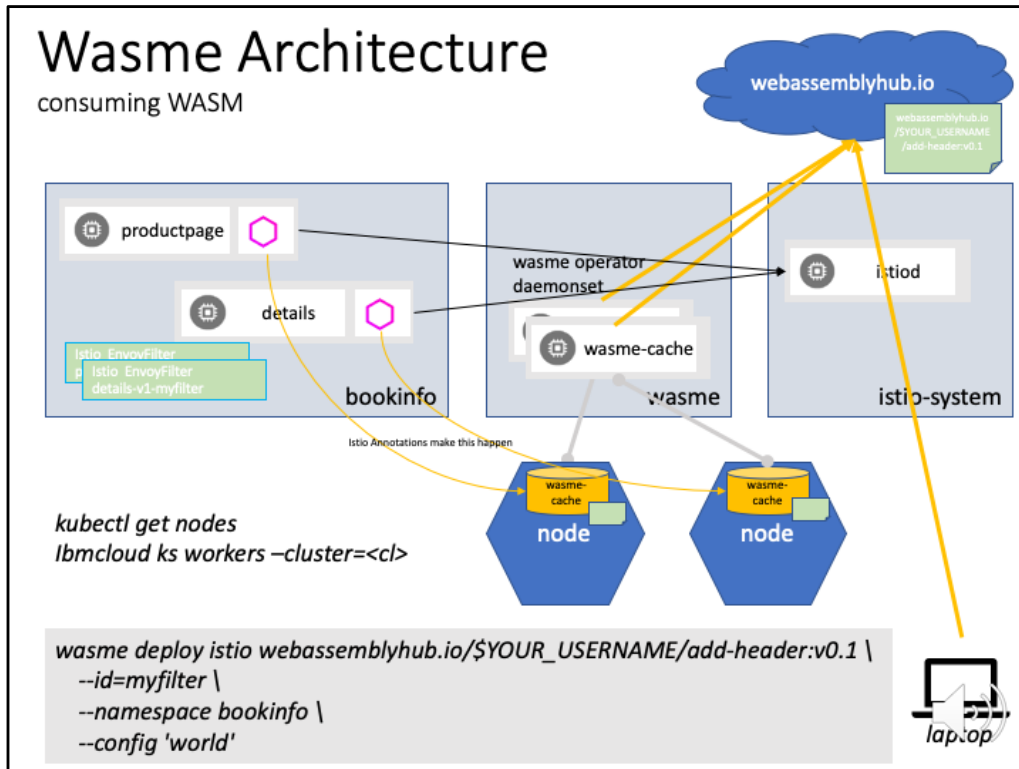 Wasme Architecture
consuming WASM
webassemblyhub.io
webassemblyhub.io
/$YOUR_USERNAME
/add-header:v0.1
productpage
details
Istio EnvoyFilter
p
Istio EnvoyFilter
details-v1-myfilter
bookinfo
wasme operator
daemonset
wasme-cache
wasme
istiod
istio-system
Istio Annotations make this happen
wasme-
cache
node
wasme-
cache
node
kubectl get nodes
Ibmcloud ks workers –cluster=<cl>
wasme deploy istio webassemblyhub.io/$YOUR_USERNAME/add-header:v0.1 \
--id=myfilter \
--namespace bookinfo \
--config 'world'
laptop